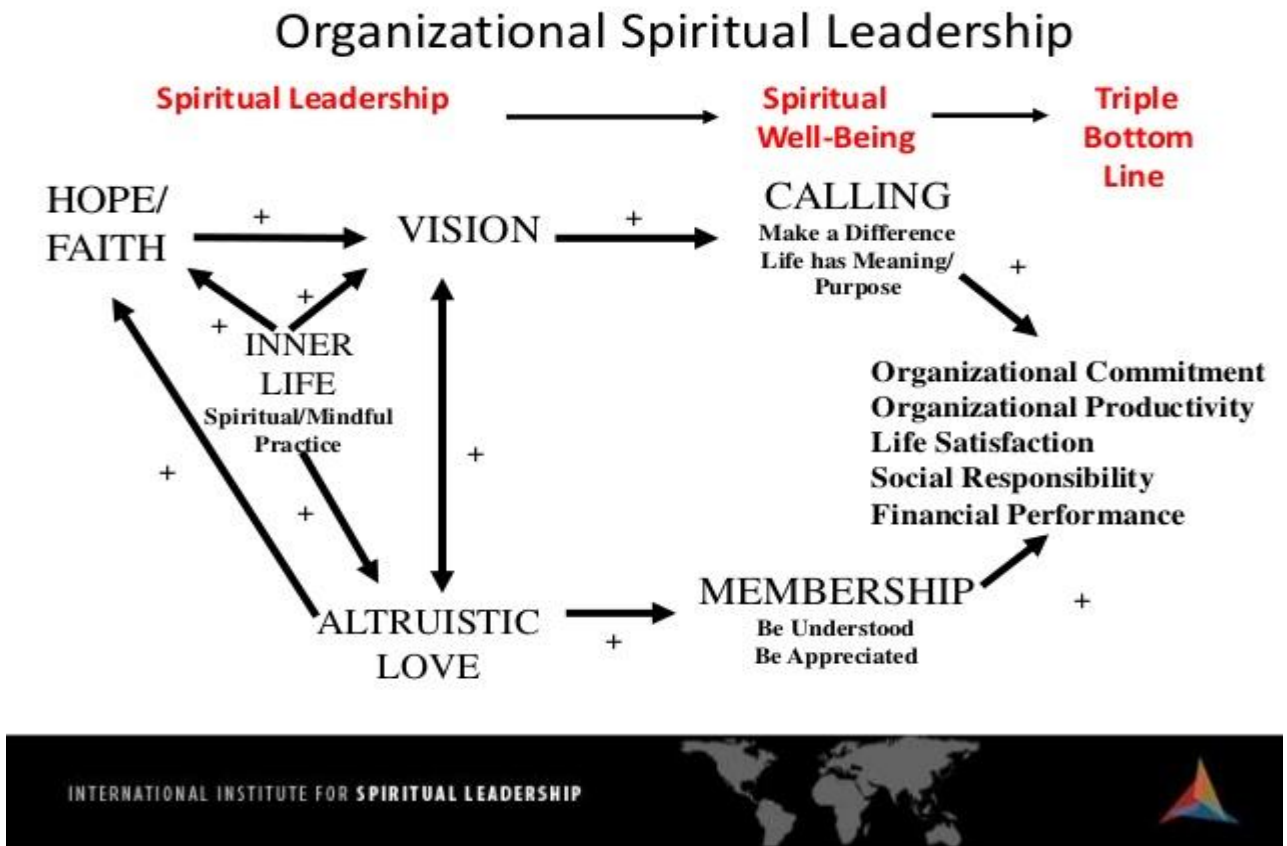 Organizational Spiritual Leadership
Spiritual Leadership
Spiritual
Well-Being
Triple
Bottom
Line
HOPE/
FAITH
+
VISION
+
CALLING
Make a Difference
Life has Meaning/
Purpose
+
+
+
INNER
LIFE
Spiritual/Mindful
Practice
+
+
+
Organizational Commitment
Organizational Productivity
Life Satisfaction
Social Responsibility
Financial Performance
ALTRUISTIC
LOVE
+
MEMBERSHIP
Be Understood
Be Appreciated
+
INTERNATIONAL INSTITUTE FOR SPIRITUAL LEADERSHIP